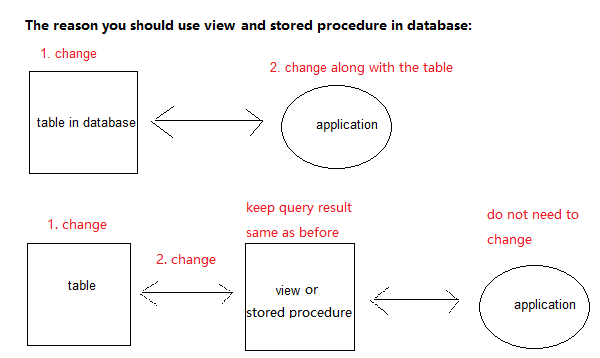 The reason you should use view and stored procedure in database:
1. change
2. change along with the table
table in database
application
keep query result
same as before
do not need to
change
1. change
2. change
table
view or
stored procedure
application